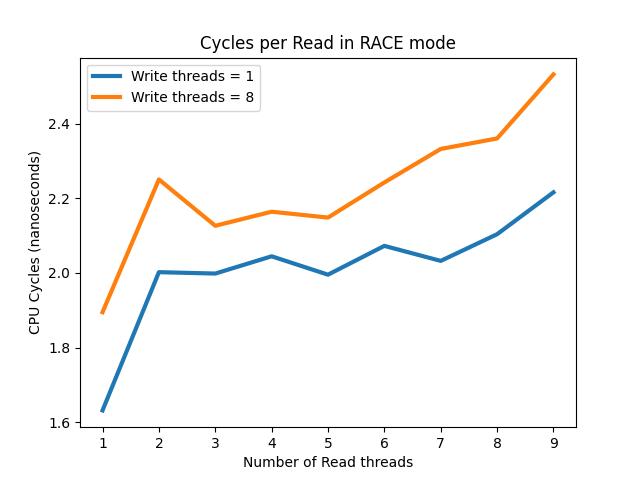 Cycles per Read in RACE mode
Write threads = 1
Write threads = 8
CPU Cycles (nanoseconds)
2.4
2.2
2.0
1.8
1.6
1 2 3 4 5 6 7 8 9
Number of Read threads